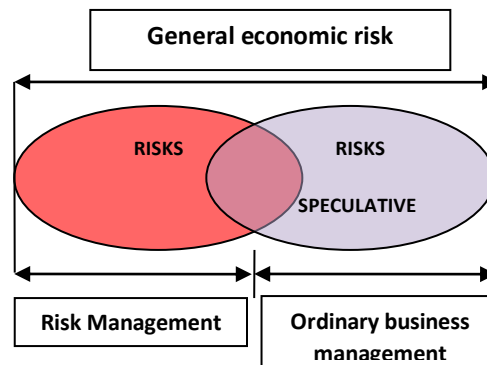 General economic risk
RISKS
RISKS
SPECULATIVE
Risk Management
Ordinary business
management